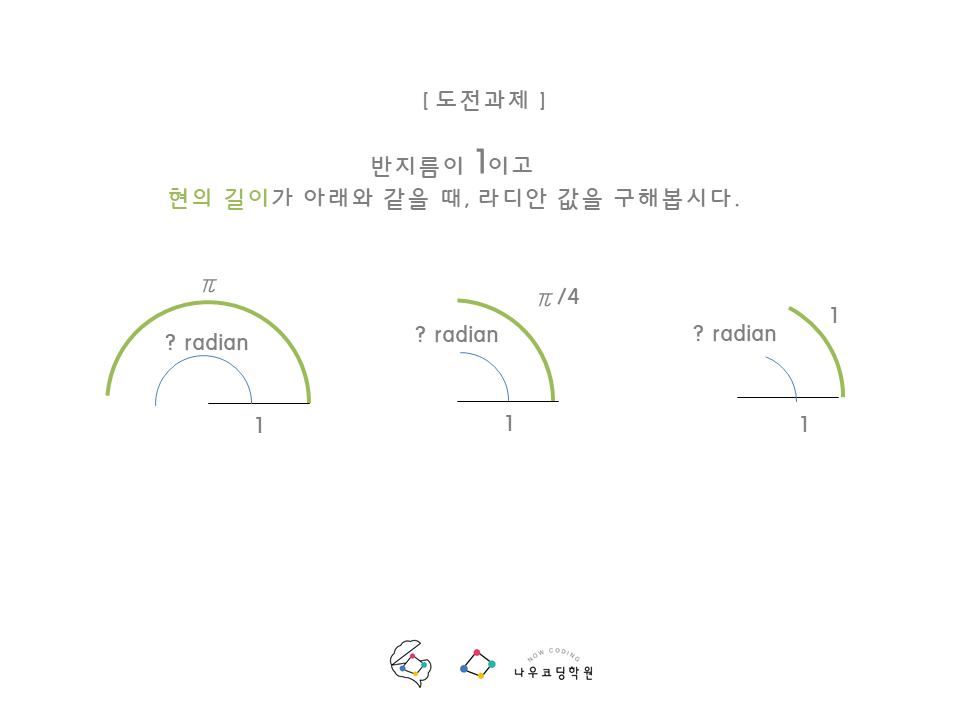 [ 도전과제 ]
반지름이 1이고
현의 길이가 아래와 같을 때, 라디안 값을 구해봅시다.
π
? radian
1
π /4
? radian
1
1
? radian
1
NOW CODING
나우코딩학원